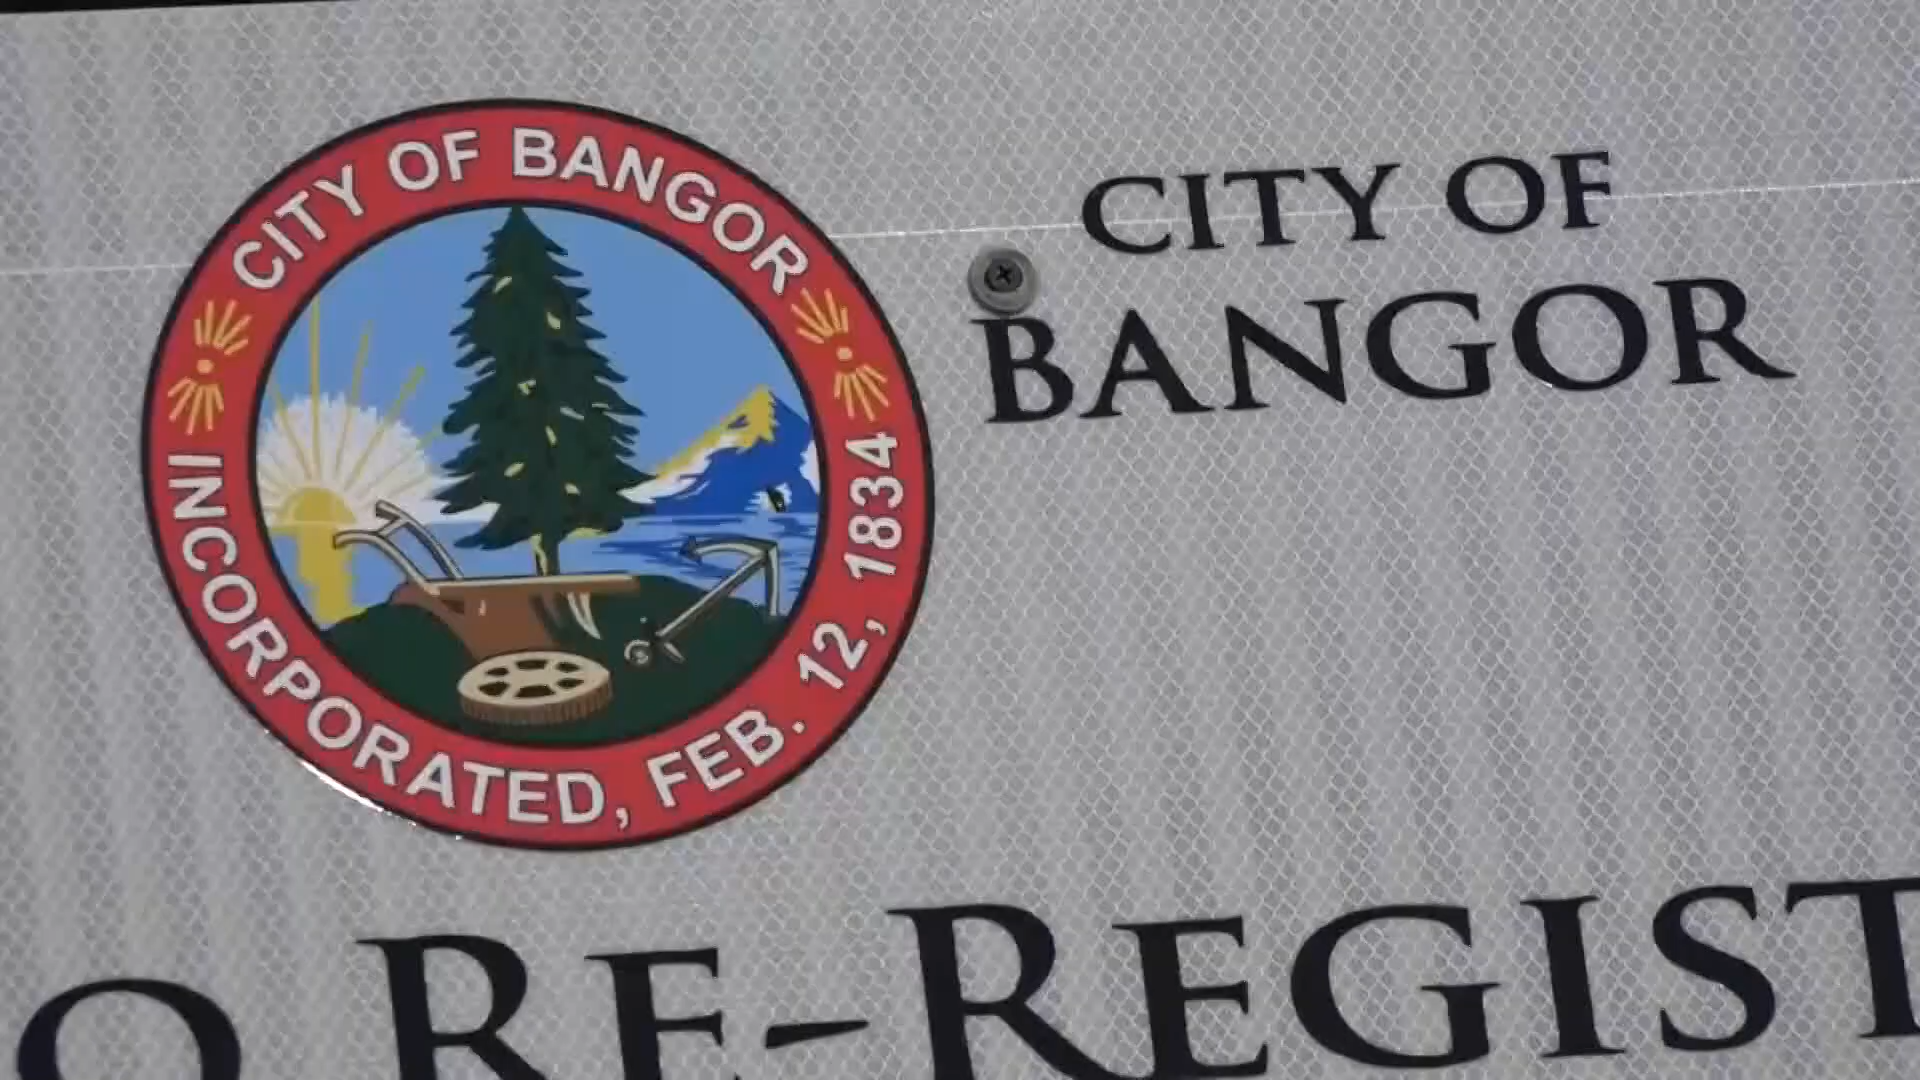 CITY OF BANGOR
INCORPORATED, FEB. 12, 1834
CITY OF
BANGOR
RE-REGIST